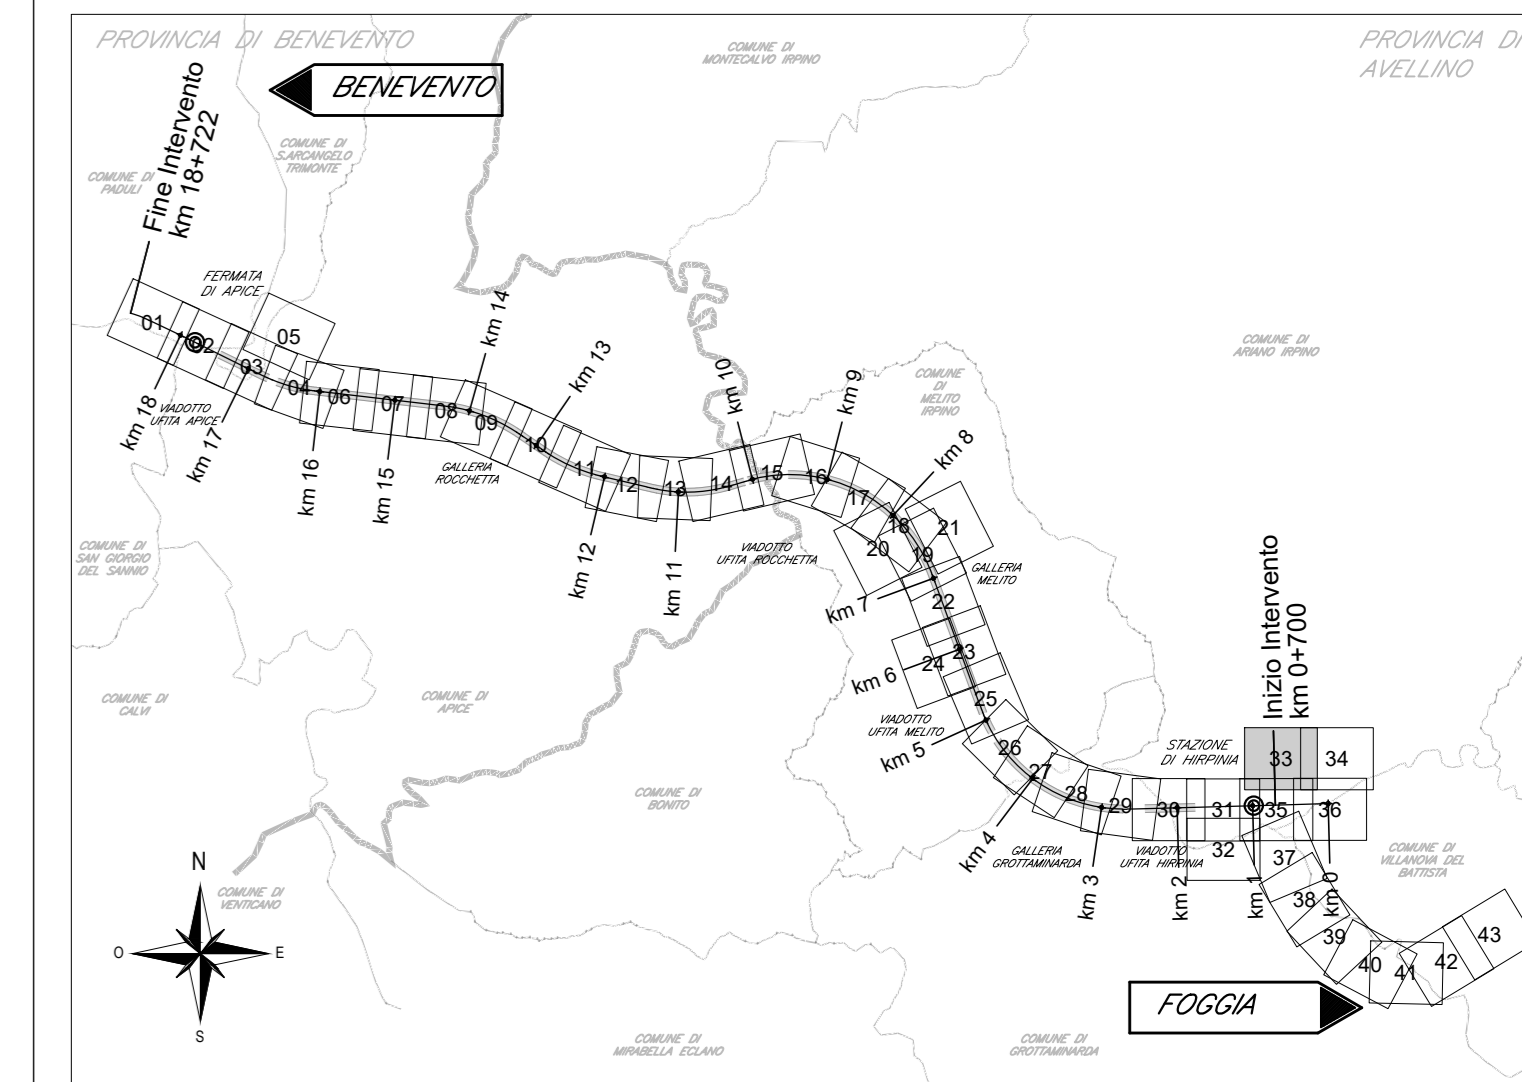 PROVINCIA DI BENEVENTO
COMUNE DI
MONTECALVO IRPINO
PROVINCIA DI
AVELLINO
BENEVENTO
Fine Intervento
km 18+722
COMUNE DI
S.ARCANGELO
TRIMONTE
COMUNE DI
PADULI
FERMATA
DI APICE
01
02
03
04
05
06
07
08
09
10
11
12
13
14
15
16
17
18
19
20
21
22
23
24
25
26
27
28
29
30
31
32
33
34
35
36
37
38
39
40
41
42
43
km 18
km 17
km 16
km 15
km 14
km 13
km 12
km 11
km 10
km 9
km 8
km 7
km 6
km 5
km 4
km 3
km 2
km 1
km 0
VIADOTTO
UFITA APICE
GALLERIA
ROCCHETTA
VIADOTTO
UFITA ROCCHETTA
COMUNE
DI
MELITO
IRPINO
COMUNE DI
ARIANO IRPINO
GALLERIA
MELITO
COMUNE DI
SAN GIORGIO
DEL SANNIO
COMUNE DI
CALVI
COMUNE DI
APICE
VIADOTTO
UFITA MELITO
Inizio Intervento
km 0+700
STAZIONE
DI HIRPINIA
COMUNE DI
BONITO
GALLERIA
GROTTAMINARDA
VIADOTTO
UFITA HIRPINIA
COMUNE DI
VILLANOVA DEL
BATTISTA
COMUNE DI
VENTICANO
N
O
E
S
FOGGIA
COMUNE DI
MIRABELLA ECLANO
COMUNE DI
GROTTAMINARDA